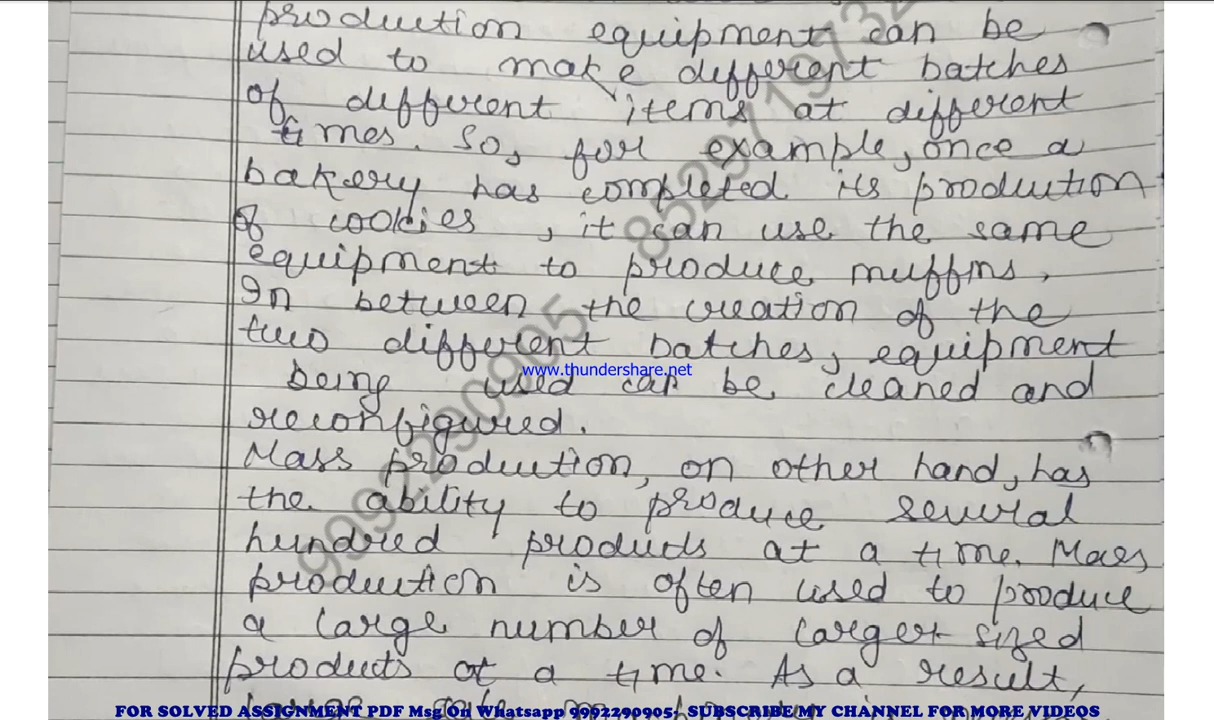 production equipment can be
used to make different batches
of different items at different
times. So, for example, once a
bakery has completed its production
of cookies, it can use the same
equipment to produce muffins,
In between the creation of the
two different batches, equipment
www.thundershare.net
being used can be cleaned and
reconfigured.
Mass production, on other hand, has
the ability to produce several
hundred products at a time. Mass
production is often used to produce
a large number of larger sized
products at a time. As a result,
9992290905
8529719732
FOR SOLVED ASSIGNMENT PDF Msg On Whatsapp 9992290905/ SUBSCRIBE MY CHANNEL FOR MORE VIDEOS